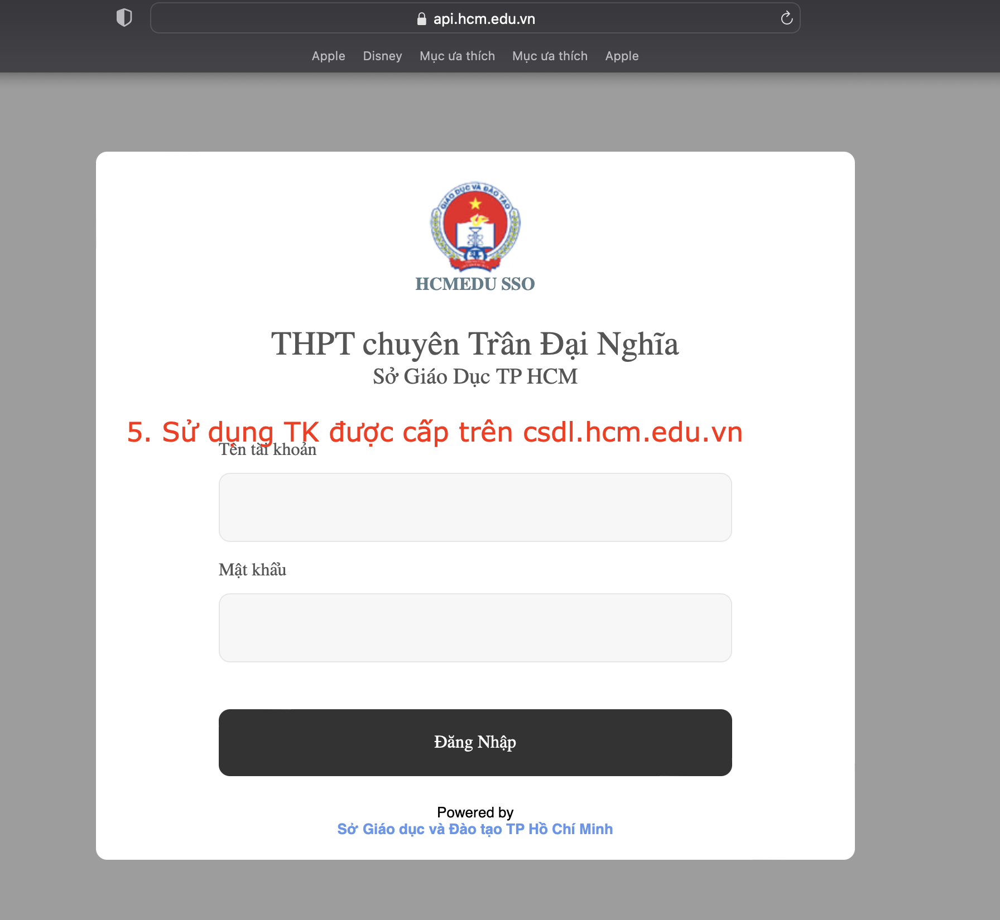 api.hcm.edu.vn
Apple Disney Mục ưa thích Mục ưa thích Apple
GIÁO DỤC VÀ ĐÀO TẠO
HCMEDU SSO
THPT chuyên Trần Đại Nghĩa
Sở Giáo Dục TP HCM
5. Sử dụng TK được cấp trên csdl.hcm.edu.vn
Tên tài khoản
Mật khẩu
Đăng Nhập
Powered by
Sở Giáo dục và Đào tạo TP Hồ Chí Minh